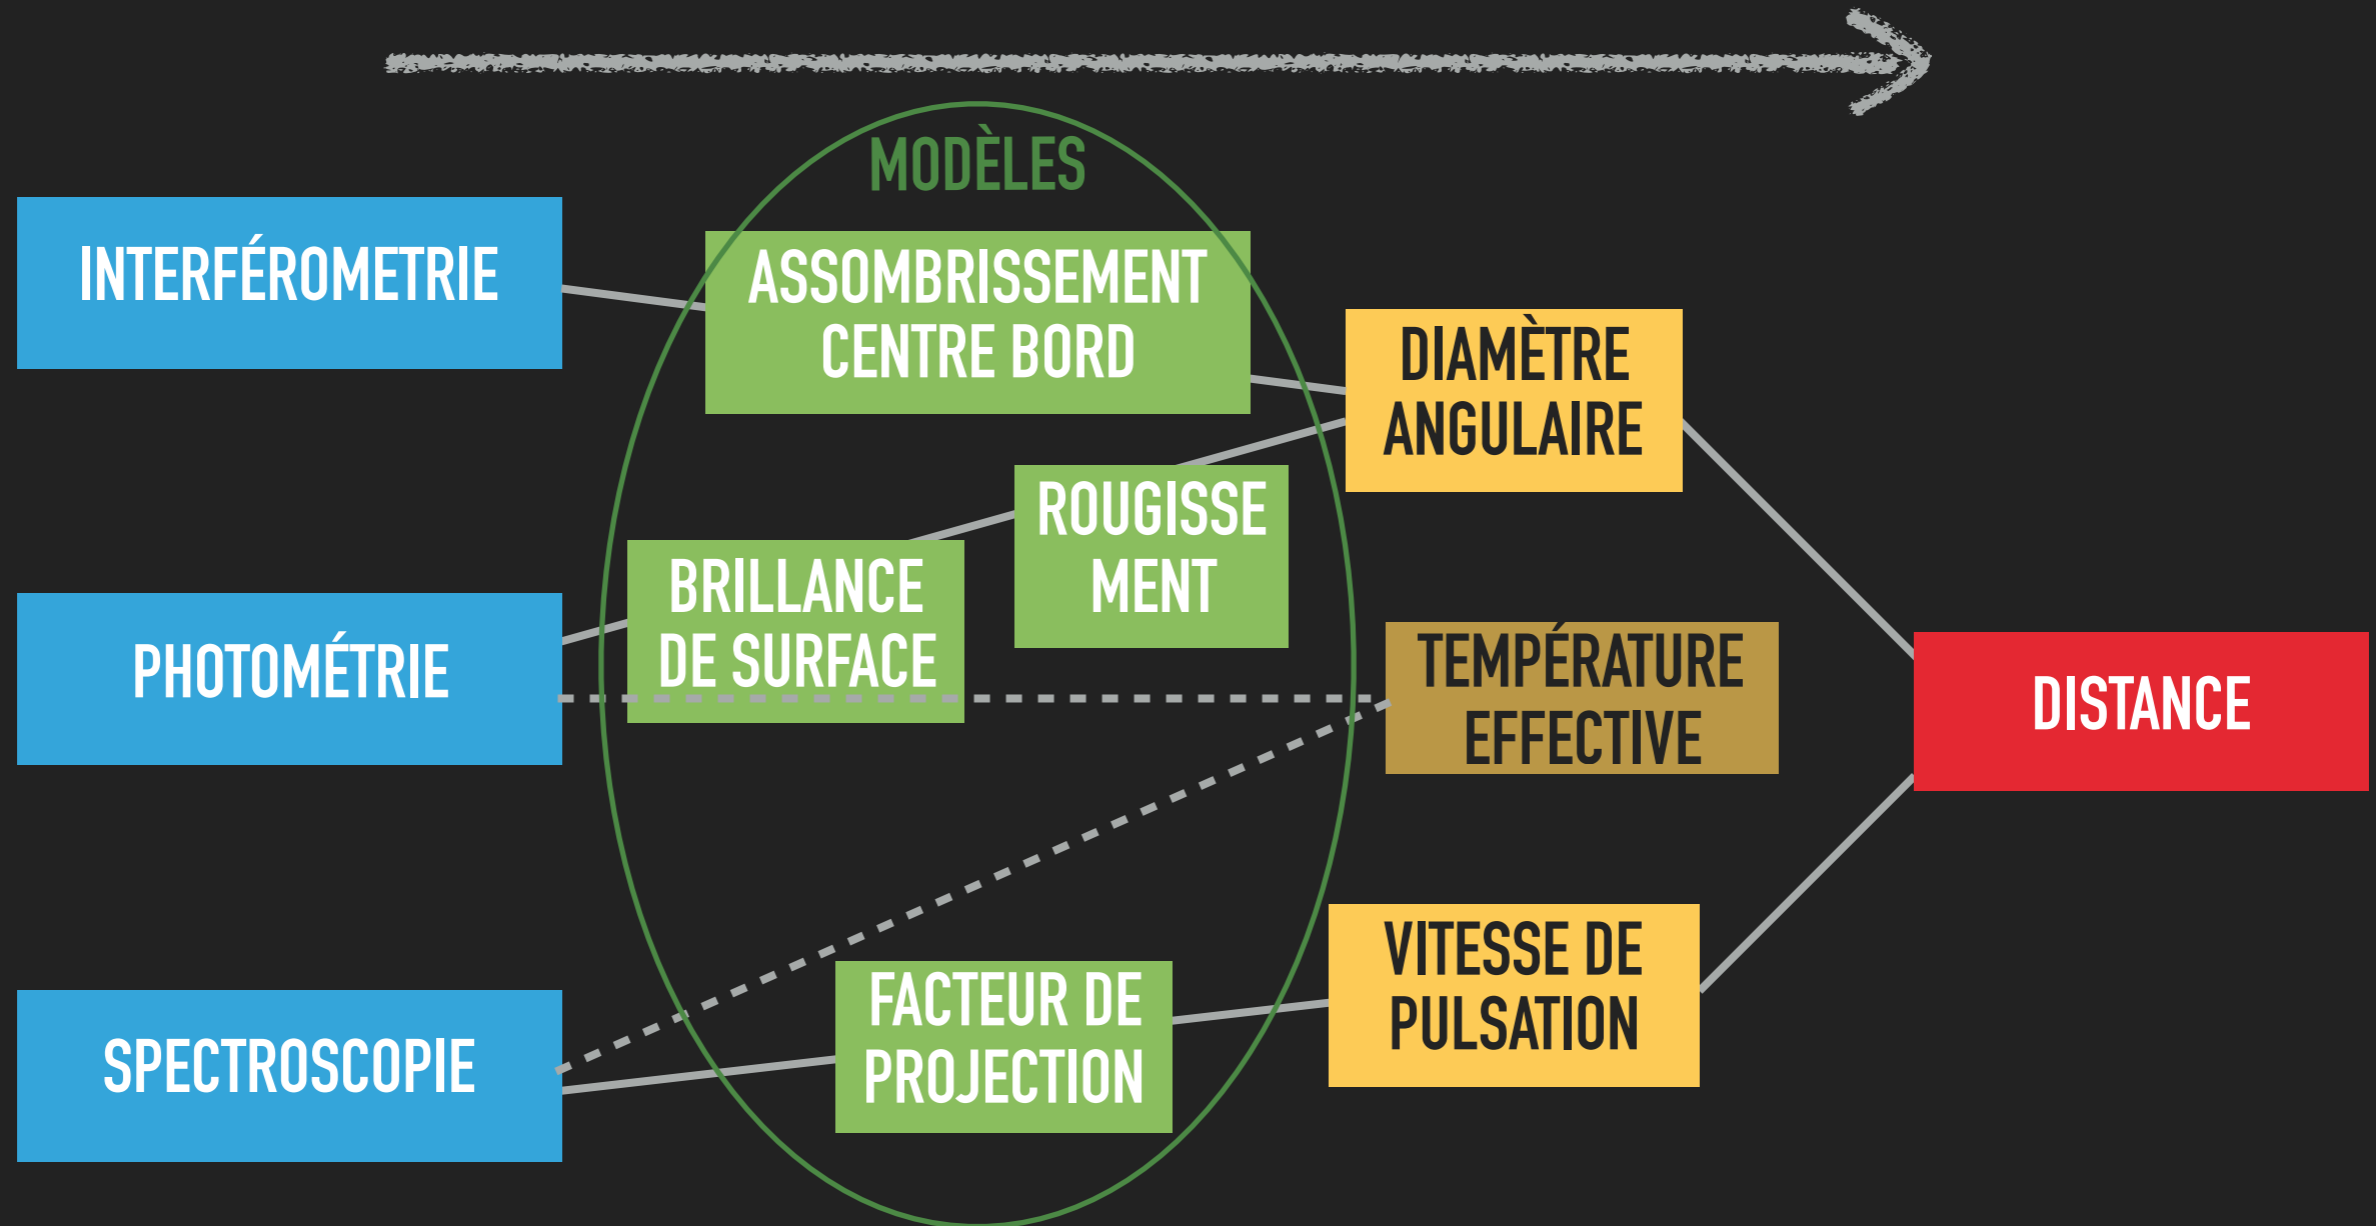 MODÈLES
INTERFÉROMETRIE
ASSOMBRISSEMENT
CENTRE BORD
DIAMÈTRE
ANGULAIRE
ROUGISSE
MENT
BRILLANCE
DE SURFACE
PHOTOMÉTRIE
TEMPÉRATURE
EFFECTIVE
DISTANCE
VITESSE DE
PULSATION
FACTEUR DE
PROJECTION
SPECTROSCOPIE